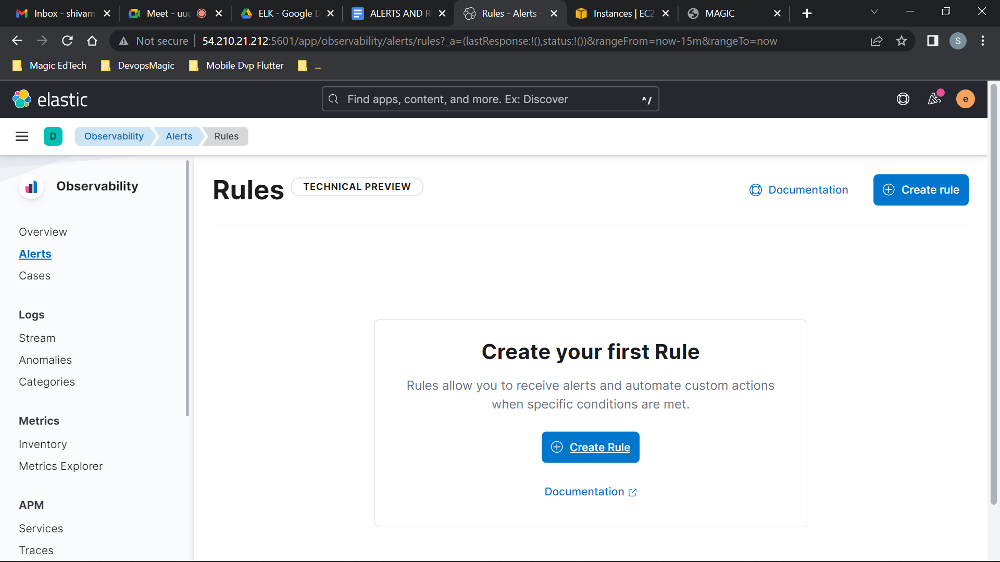 Inbox - shivam.
Meet - uuc
ELK - Google D
ALERTS AND R
Rules - Alerts -
Instances | EC2
MAGIC
Not secure
54.210.21.212:5601/app/observability/alerts/rules?_a=(lastResponse:!(),status:!())&rangeFrom=now-15m&rangeTo=now
S
Magic EdTech
DevopsMagic
Mobile Dvp Flutter
...
elastic
Find apps, content, and more. Ex: Discover
^/
e
D
Observability
Alerts
Rules
Observability
Overview
Alerts
Cases
Logs
Stream
Anomalies
Categories
Metrics
Inventory
Metrics Explorer
APM
Services
Traces
Rules
TECHNICAL PREVIEW
Documentation
Create rule
Create your first Rule
Rules allow you to receive alerts and automate custom actions
when specific conditions are met.
Create Rule
Documentation